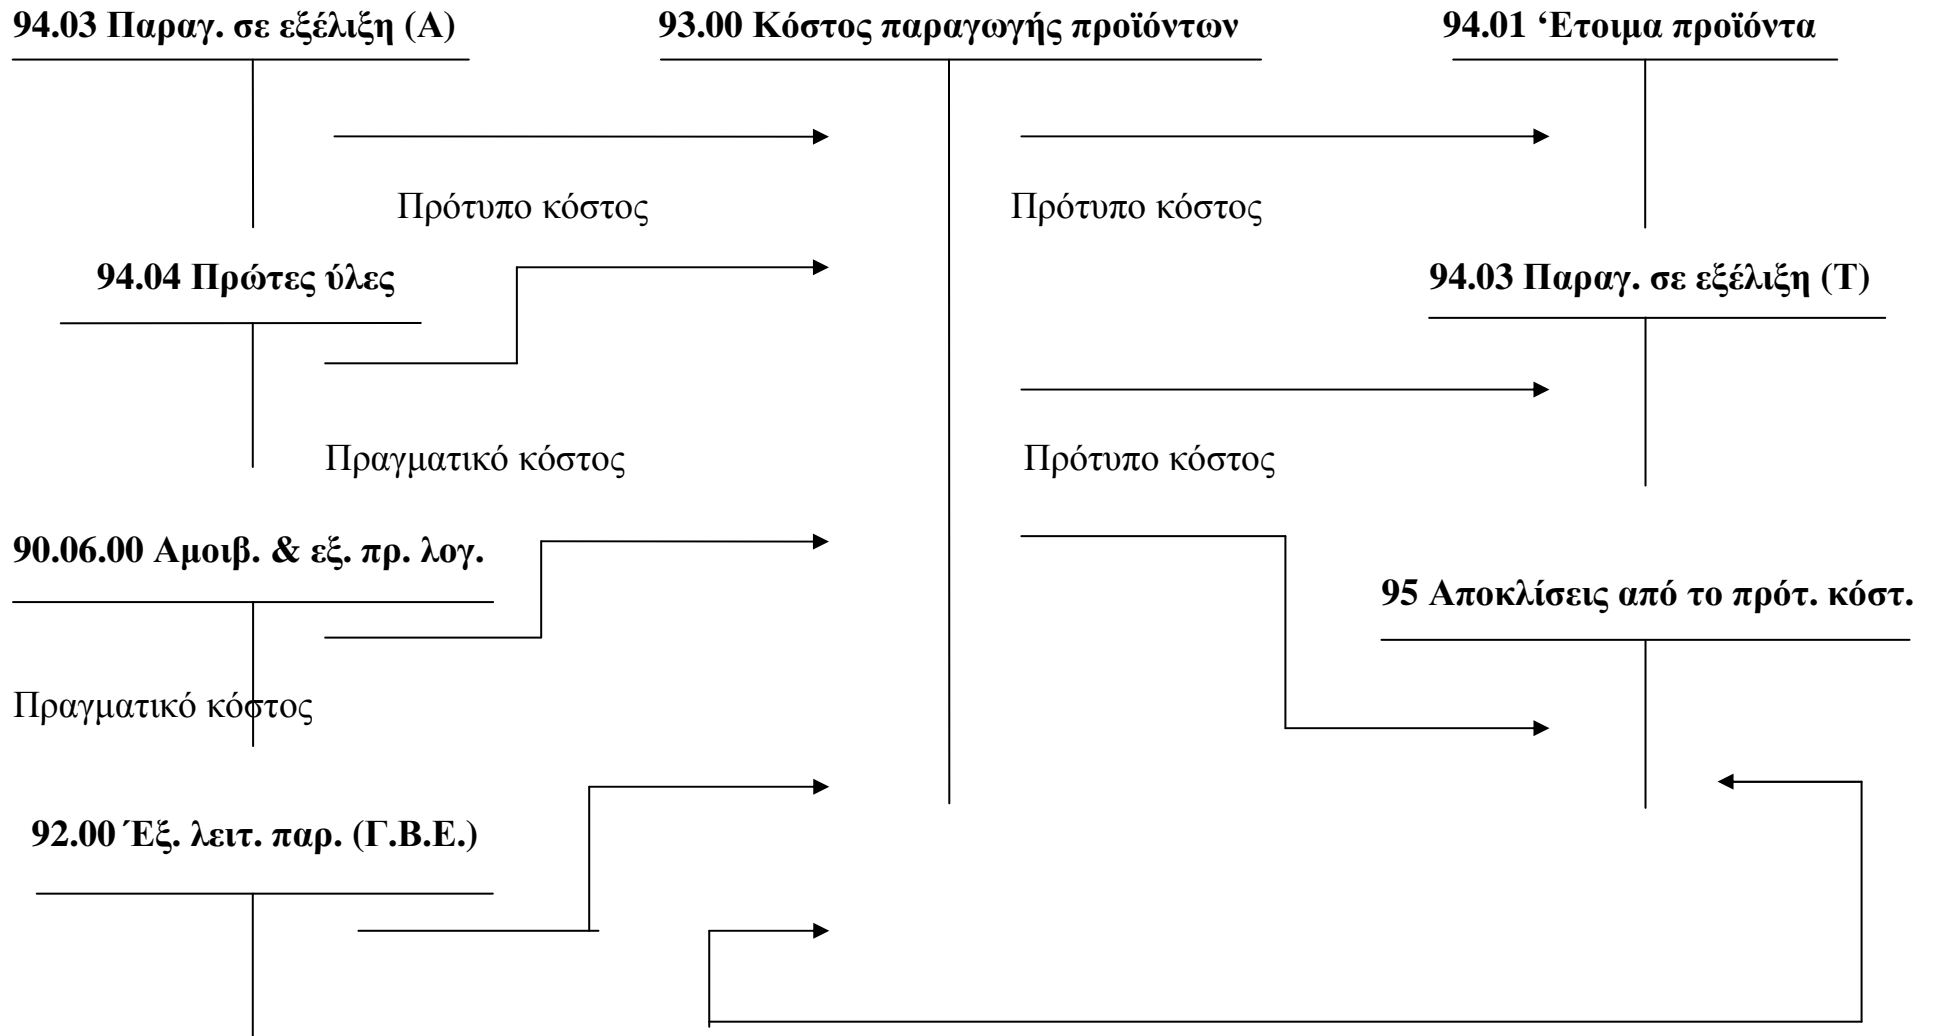 94.03 Παραγ. σε εξέλιξη (Α)
93.00 Κόστος παραγωγής προϊόντων
94.01 ‘Ετοιμα προϊόντα
Πρότυπο κόστος
Πρότυπο κόστος
94.04 Πρώτες ύλες
94.03 Παραγ. σε εξέλιξη (Τ)
Πραγματικό κόστος
Πρότυπο κόστος
90.06.00 Αμοιβ. & εξ. πρ. λογ.
95 Αποκλίσεις από το πρότ. κόστ.
Πραγματικό κόστος
92.00 Έξ. λειτ. παρ. (Γ.Β.Ε.)